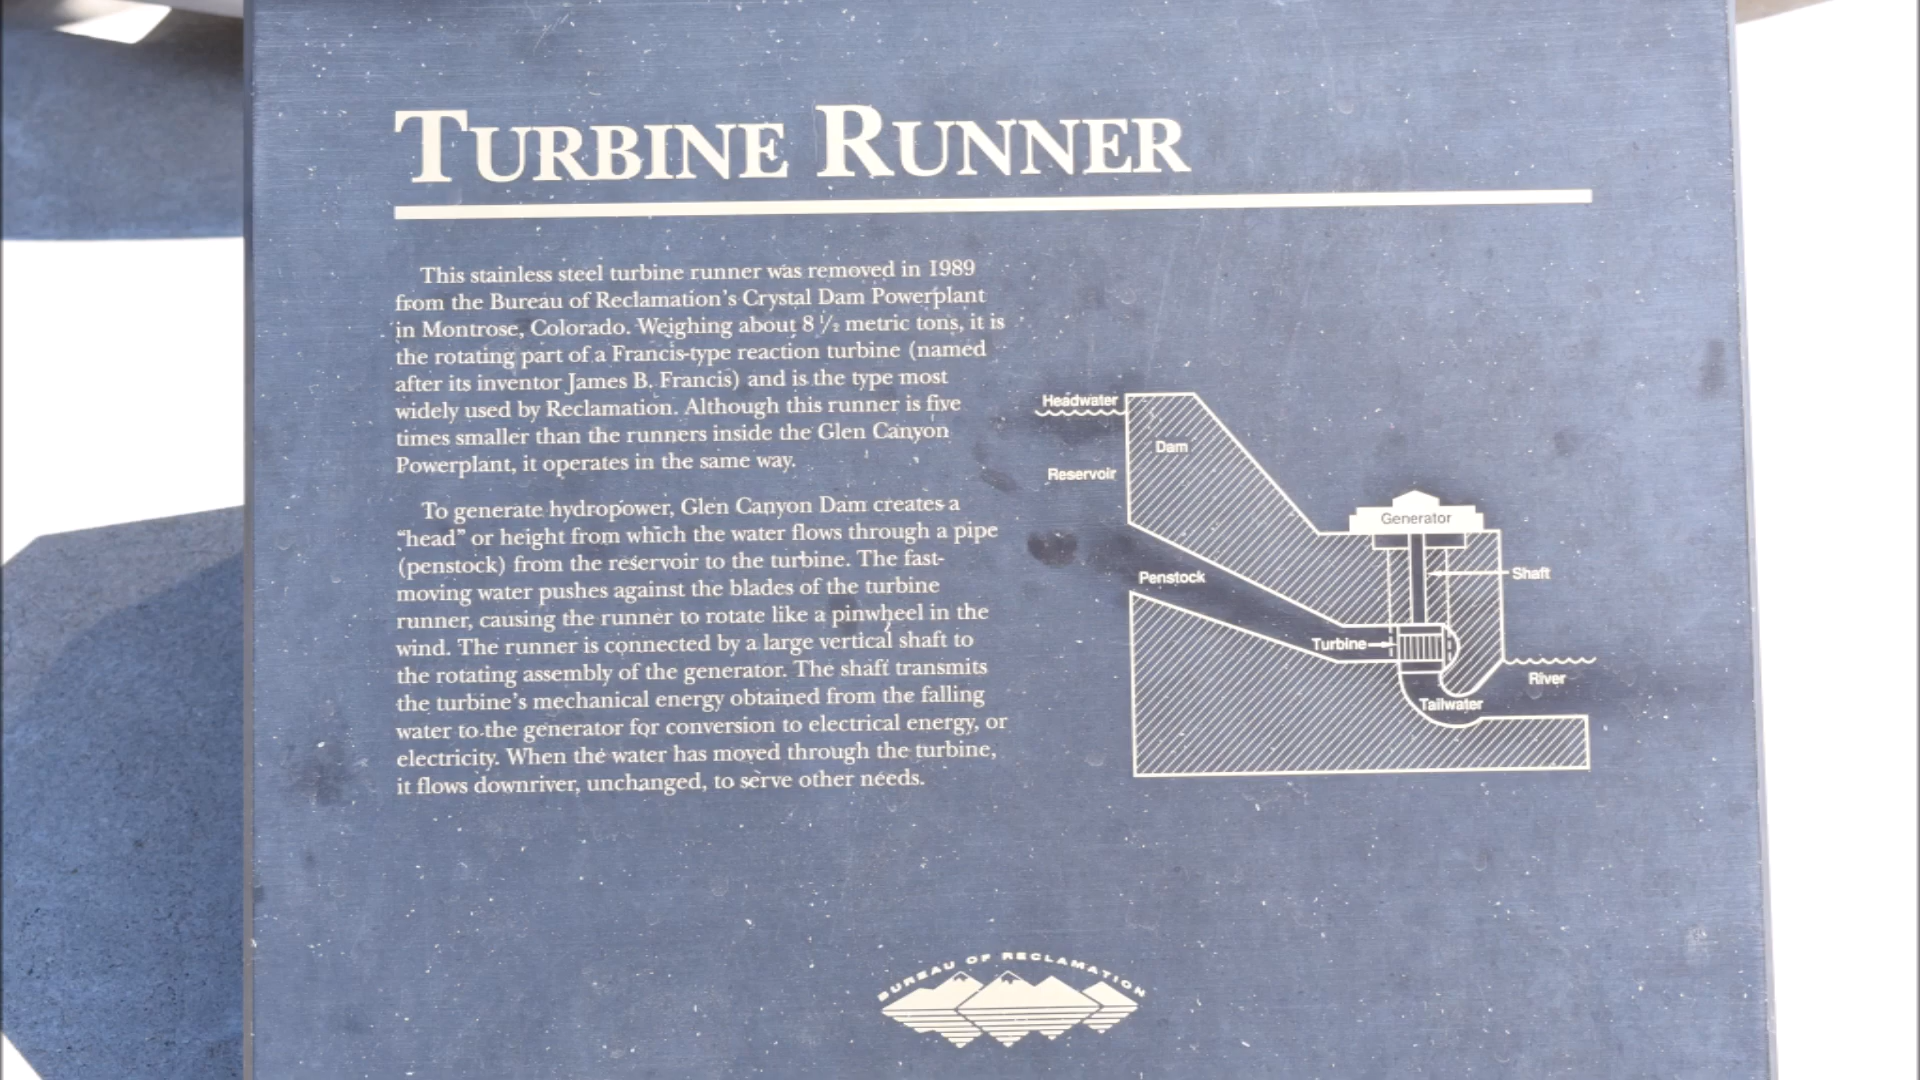 TURBINE RUNNER
This stainless steel turbine runner was removed in 1989
from the Bureau of Reclamation's Crystal Dam Powerplant
in Montrose, Colorado. Weighing about 8 ½ metric tons, it is
the rotating part of a Francis-type reaction turbine (named
after its inventor James B. Francis) and is the type most
widely used by Reclamation. Although this runner is five
times smaller than the runners inside the Glen Canyon
Powerplant, it operates in the same way.
To generate hydropower, Glen Canyon Dam creates a
“head” or height from which the water flows through a pipe
(penstock) from the reservoir to the turbine. The fast-
moving water pushes against the blades of the turbine
runner, causing the runner to rotate like a pinwheel in the
wind. The runner is connected by a large vertical shaft to
the rotating assembly of the generator. The shaft transmits
the turbine's mechanical energy obtained from the falling
water to the generator for conversion to electrical energy, or
electricity. When the water has moved through the turbine,
it flows downriver, unchanged, to serve other needs.
Headwater
Dam
Reservoir
Generator
Shaft
Penstock
Turbine
River
Tailwater
BUREAU OF RECLAMATION